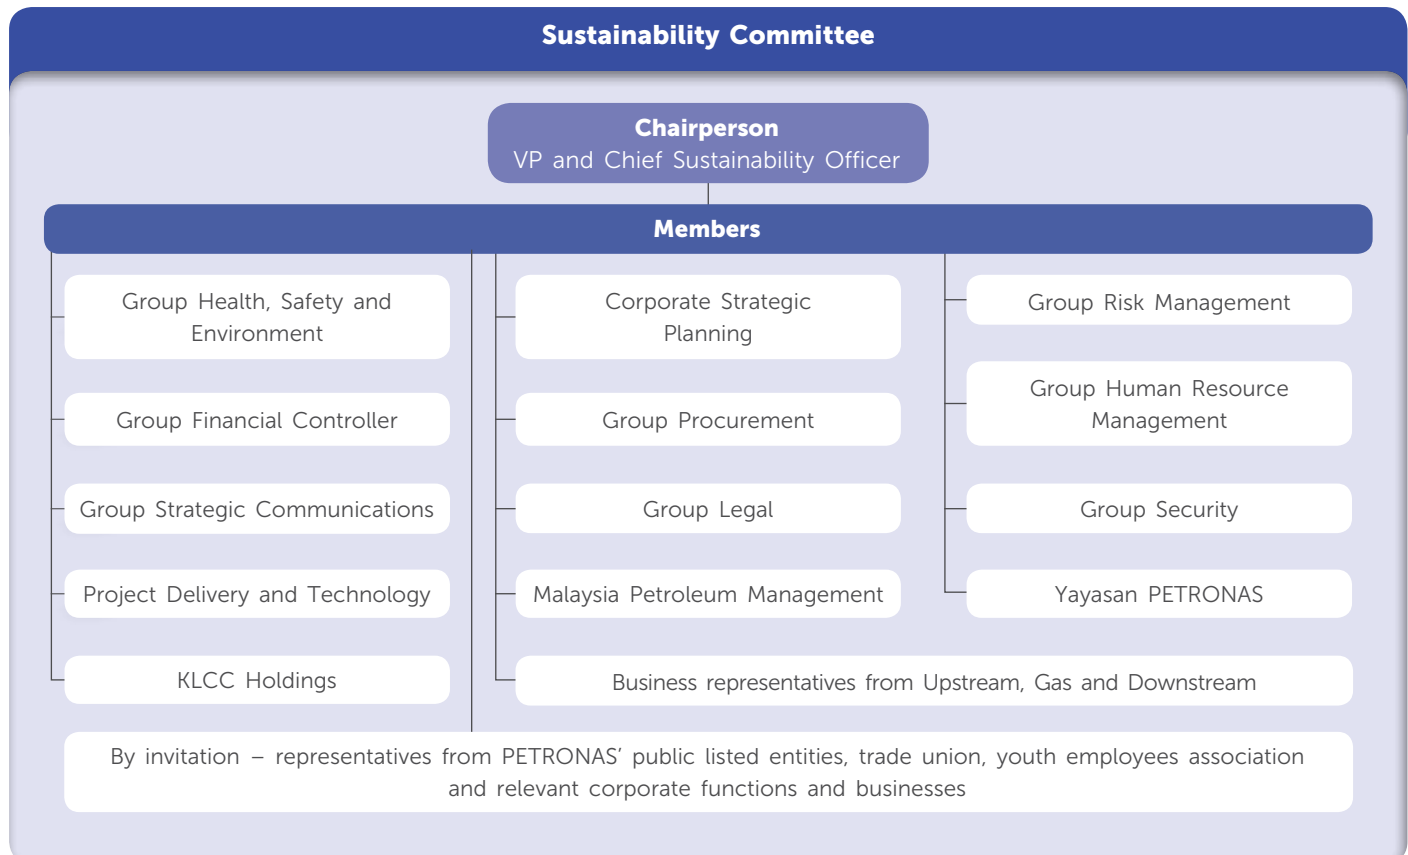 Sustainability Committee
Chairperson
VP and Chief Sustainability Officer
Members
Group Health, Safety and
Environment
Group Financial Controller
Group Strategic Communications
Project Delivery and Technology
KLCC Holdings
Corporate Strategic
Planning
Group Procurement
Group Legal
Malaysia Petroleum Management
Business representatives from Upstream, Gas and Downstream
Group Risk Management
Group Human Resource
Management
Group Security
Yayasan PETRONAS
By invitation – representatives from PETRONAS’ public listed entities, trade union, youth employees association
and relevant corporate functions and businesses